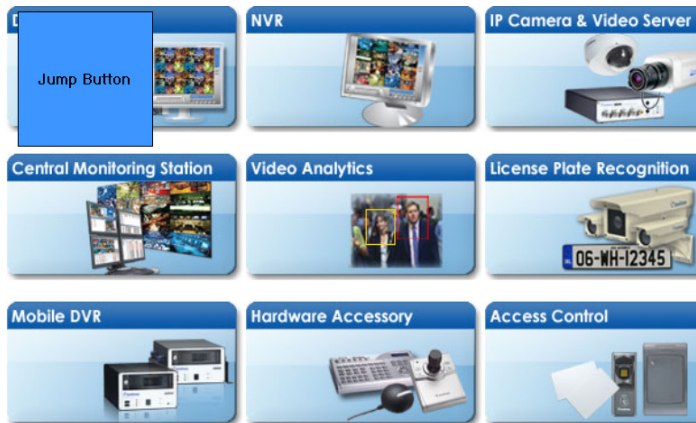 Jump Button
NVR
IP Camera & Video Server
Central Monitoring Station
Video Analytics
License Plate Recognition
06-WH-12345
Mobile DVR
Hardware Accessory
Access Control